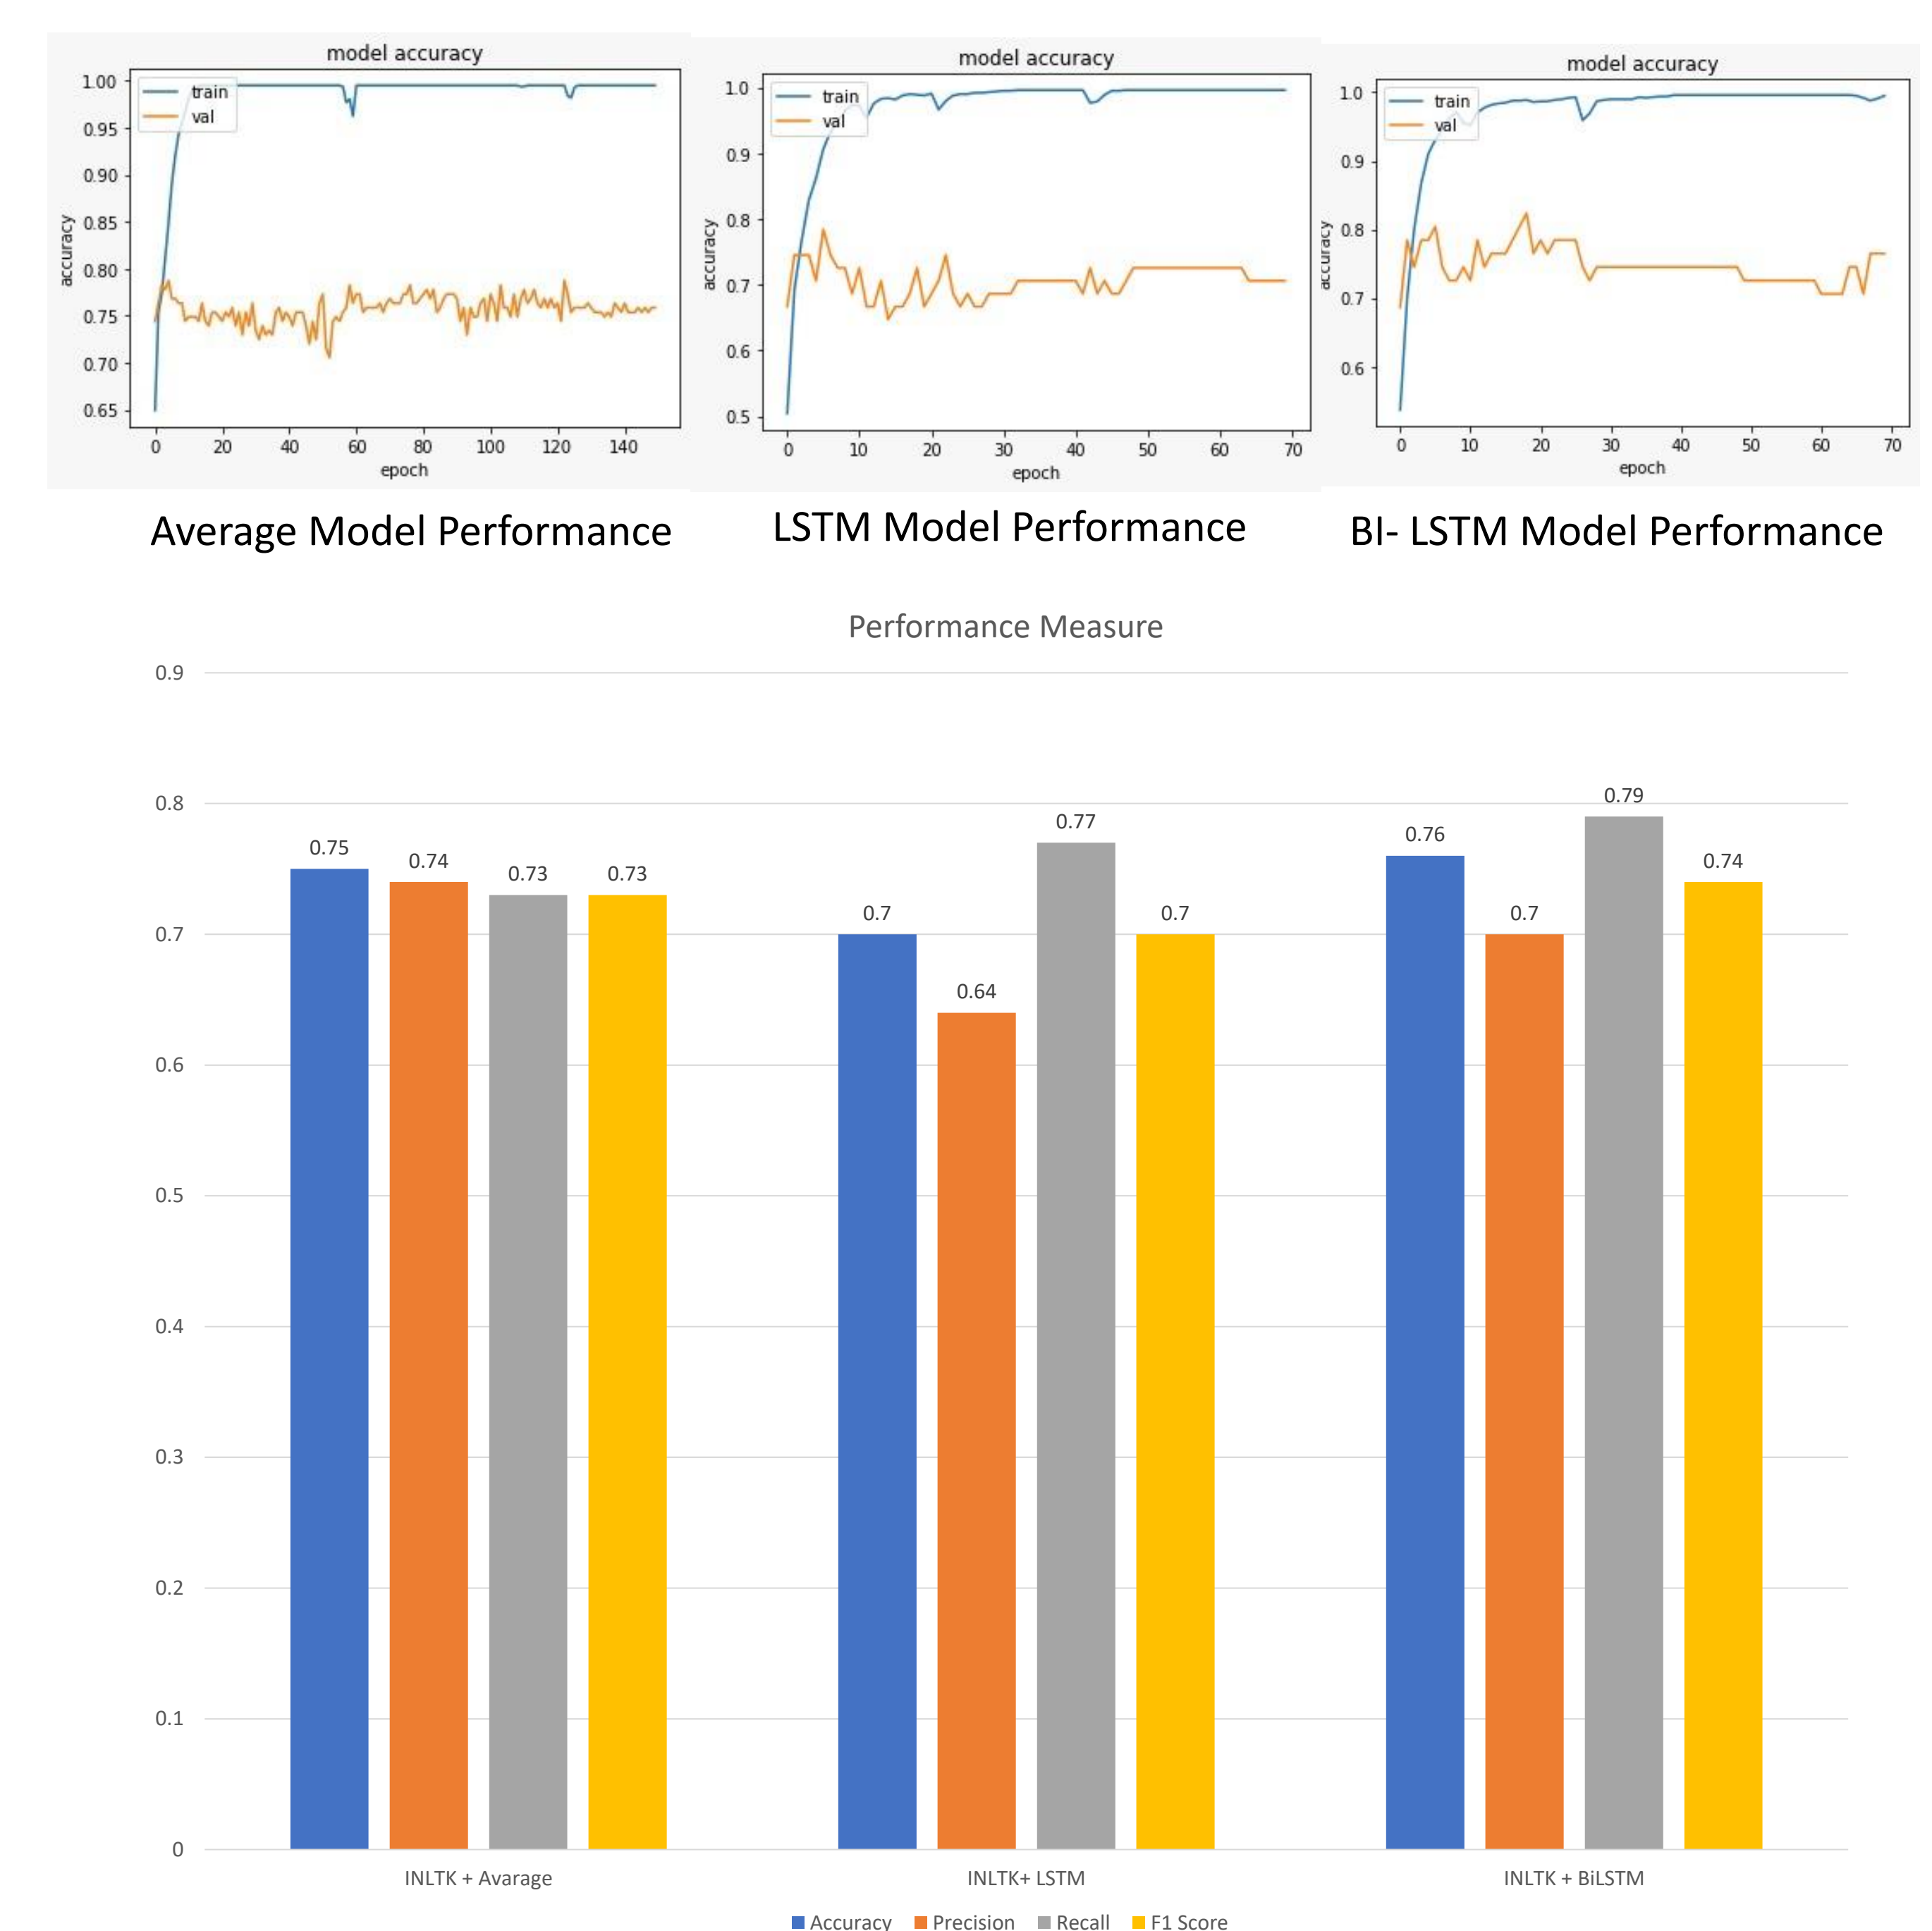 model accuracy
train
val
1.00
0.95
0.90
0.85
0.80
0.75
0.70
0.65
accuracy
0 20 40 60 80 100 120 140
epoch
Average Model Performance
model accuracy
train
val
1.0
0.9
0.8
0.7
0.6
0.5
accuracy
0 10 20 30 40 50 60 70
epoch
LSTM Model Performance
model accuracy
train
val
1.0
0.9
0.8
0.7
0.6
accuracy
0 10 20 30 40 50 60 70
epoch
BI- LSTM Model Performance
Performance Measure
0.9
0.8
0.7
0.6
0.5
0.4
0.3
0.2
0.1
0
0.75 0.74 0.73 0.73
0.7 0.64 0.77 0.7
0.76 0.7 0.79 0.74
INLTK + Avarage INLTK+ LSTM INLTK + BiLSTM
Accuracy Precision Recall F1 Score